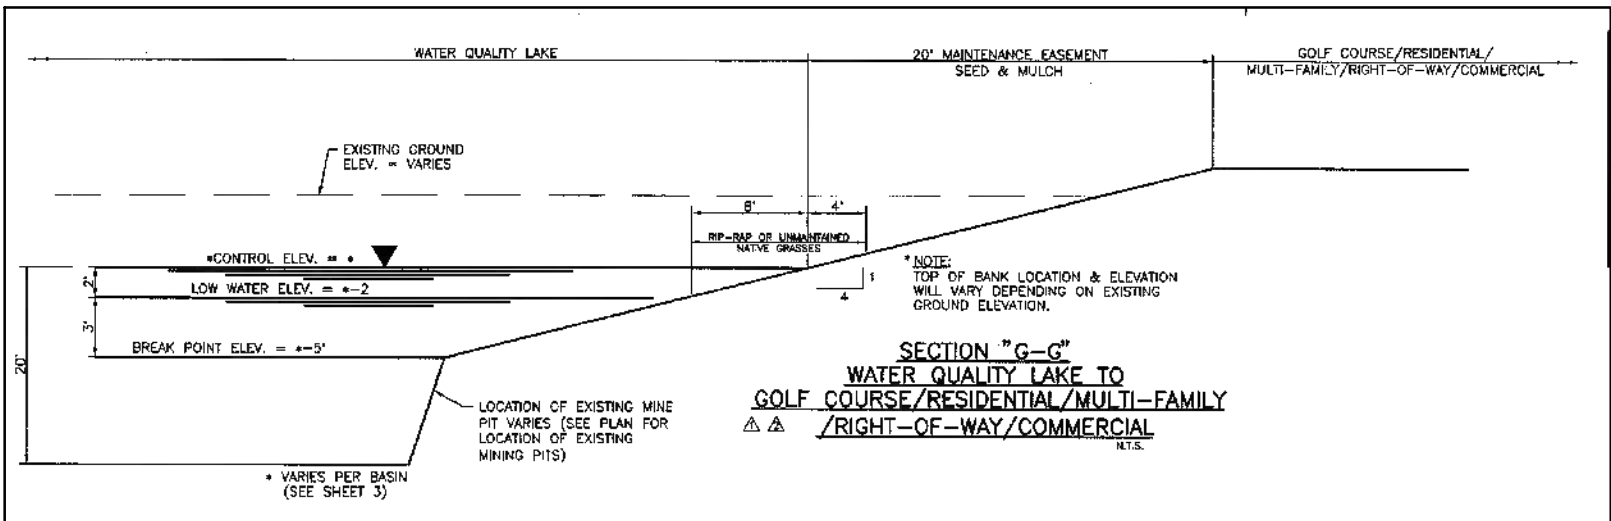 WATER QUALITY LAKE
20' MAINTENANCE EASEMENT
SEED & MULCH
GOLF COURSE/RESIDENTIAL/
MULTI-FAMILY/RIGHT-OF-WAY/COMMERCIAL
EXISTING GROUND
ELEV. = VARIES
8'
4'
RIP-RAP OR UNMAINTAINED
NATIVE GRASSES
*CONTROL ELEV. = *
2'
LOW WATER ELEV. = *-2
3'
BREAK POINT ELEV. = *-5'
20'
1
4
* NOTE:
TOP OF BANK LOCATION & ELEVATION
WILL VARY DEPENDING ON EXISTING
GROUND ELEVATION.
LOCATION OF EXISTING MINE
PIT VARIES (SEE PLAN FOR
LOCATION OF EXISTING
MINING PITS)
* VARIES PER BASIN
(SEE SHEET 3)
SECTION "G-G"
WATER QUALITY LAKE TO
GOLF COURSE/RESIDENTIAL/MULTI-FAMILY
/RIGHT-OF-WAY/COMMERCIAL
N.T.S.